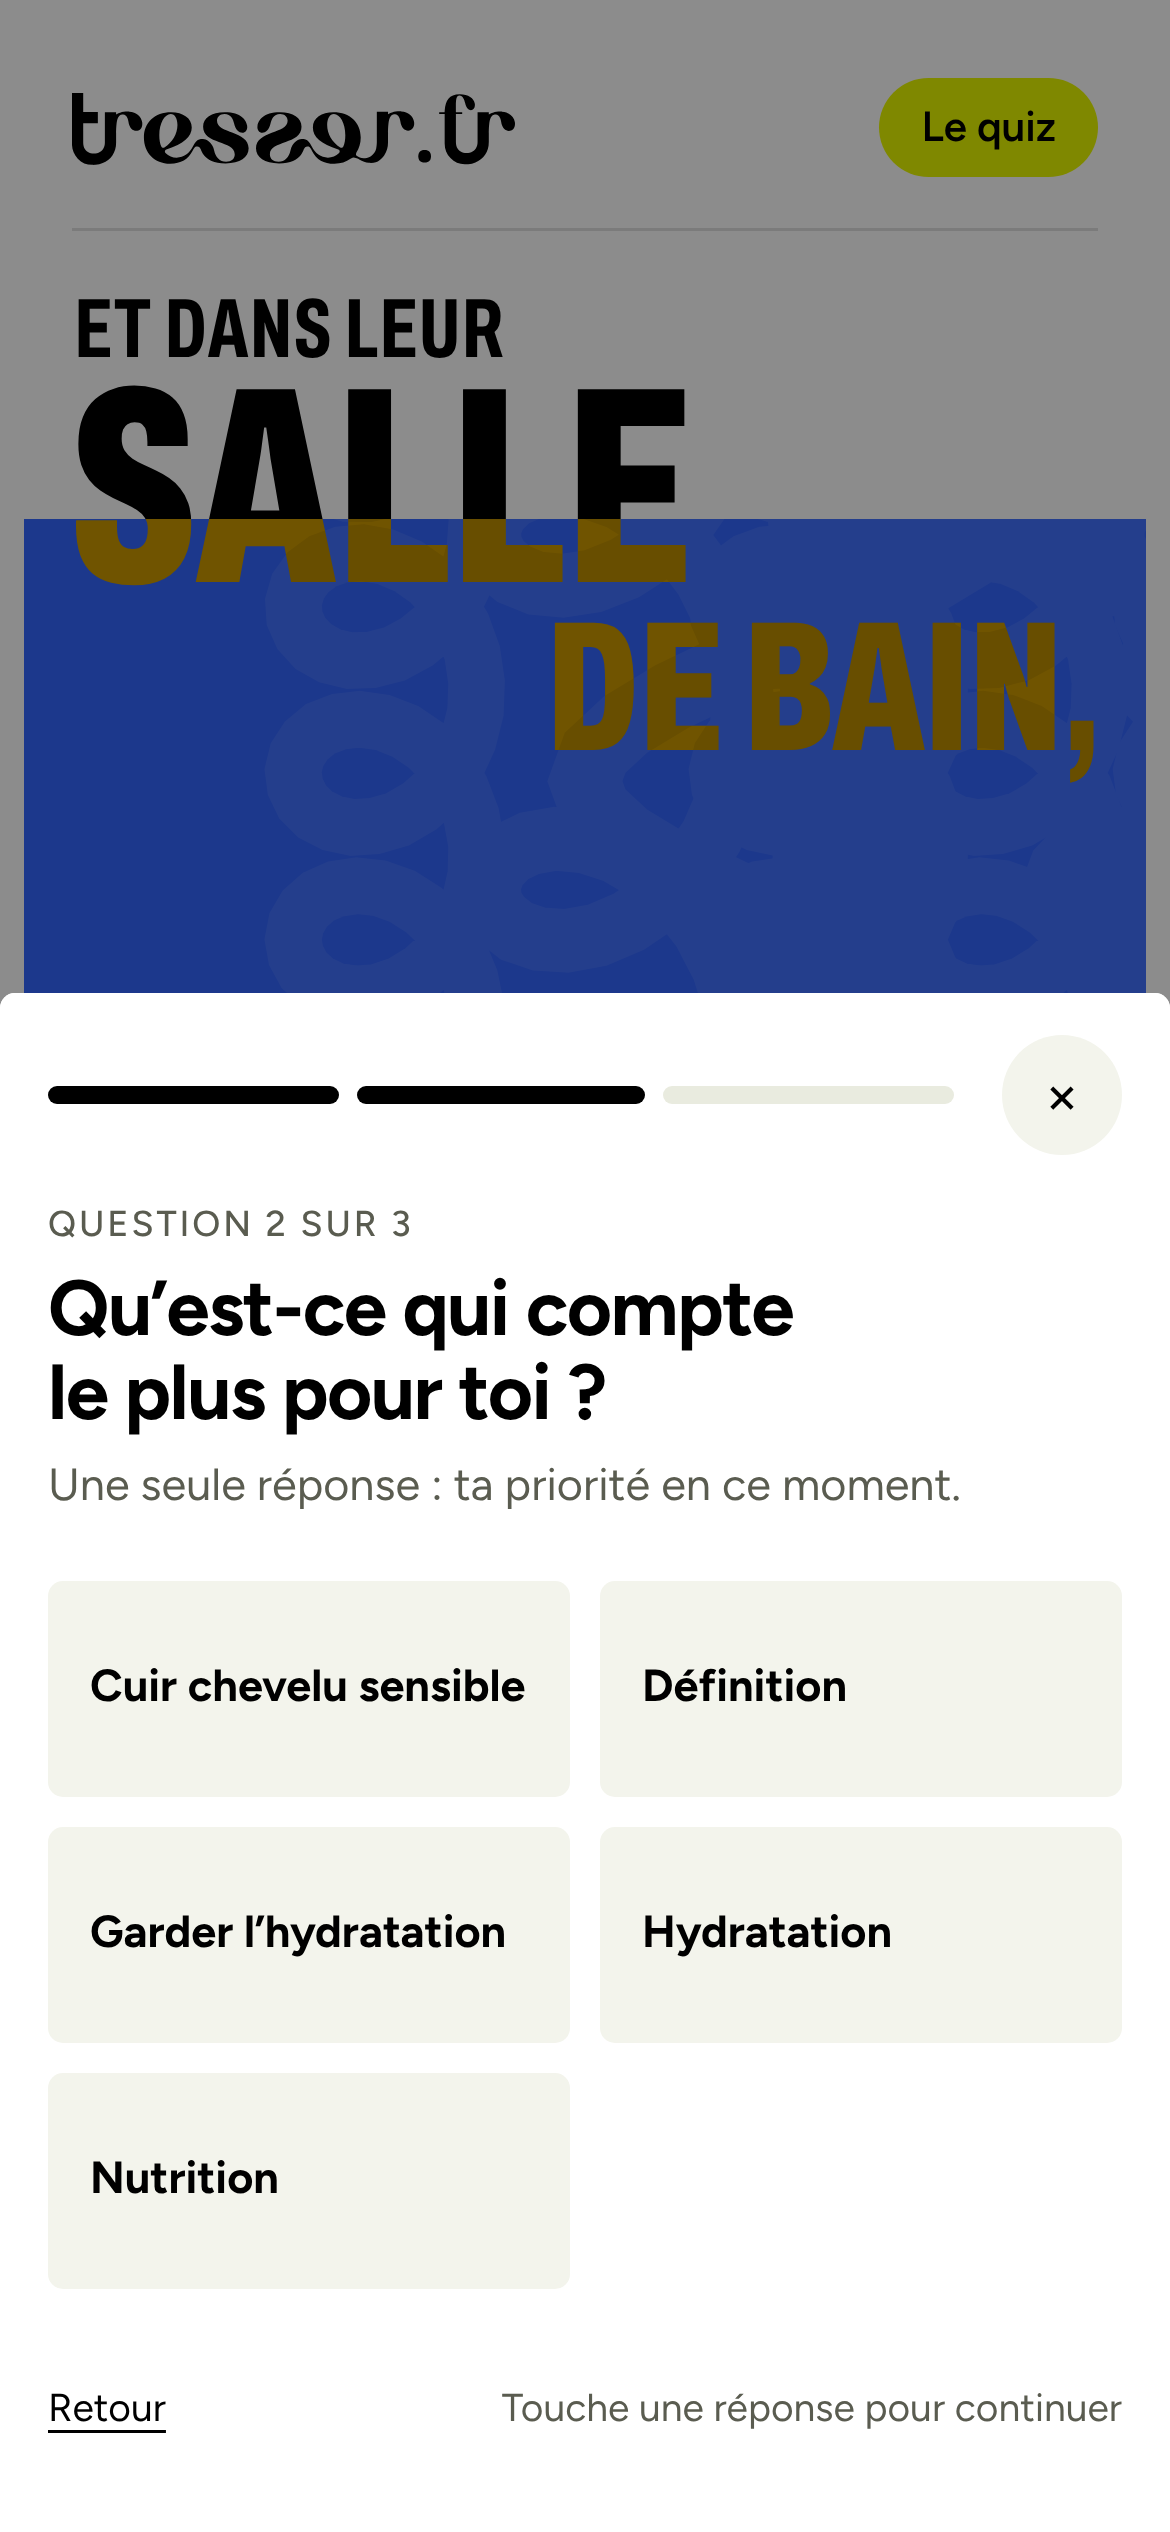 tressor.fr
Le quiz
ET DANS LEUR
SALLE
DE BAIN,
×
QUESTION 2 SUR 3
Qu’est-ce qui compte
le plus pour toi ?
Une seule réponse : ta priorité en ce moment.
Cuir chevelu sensible
Définition
Garder l’hydratation
Hydratation
Nutrition
Retour
Touche une réponse pour continuer